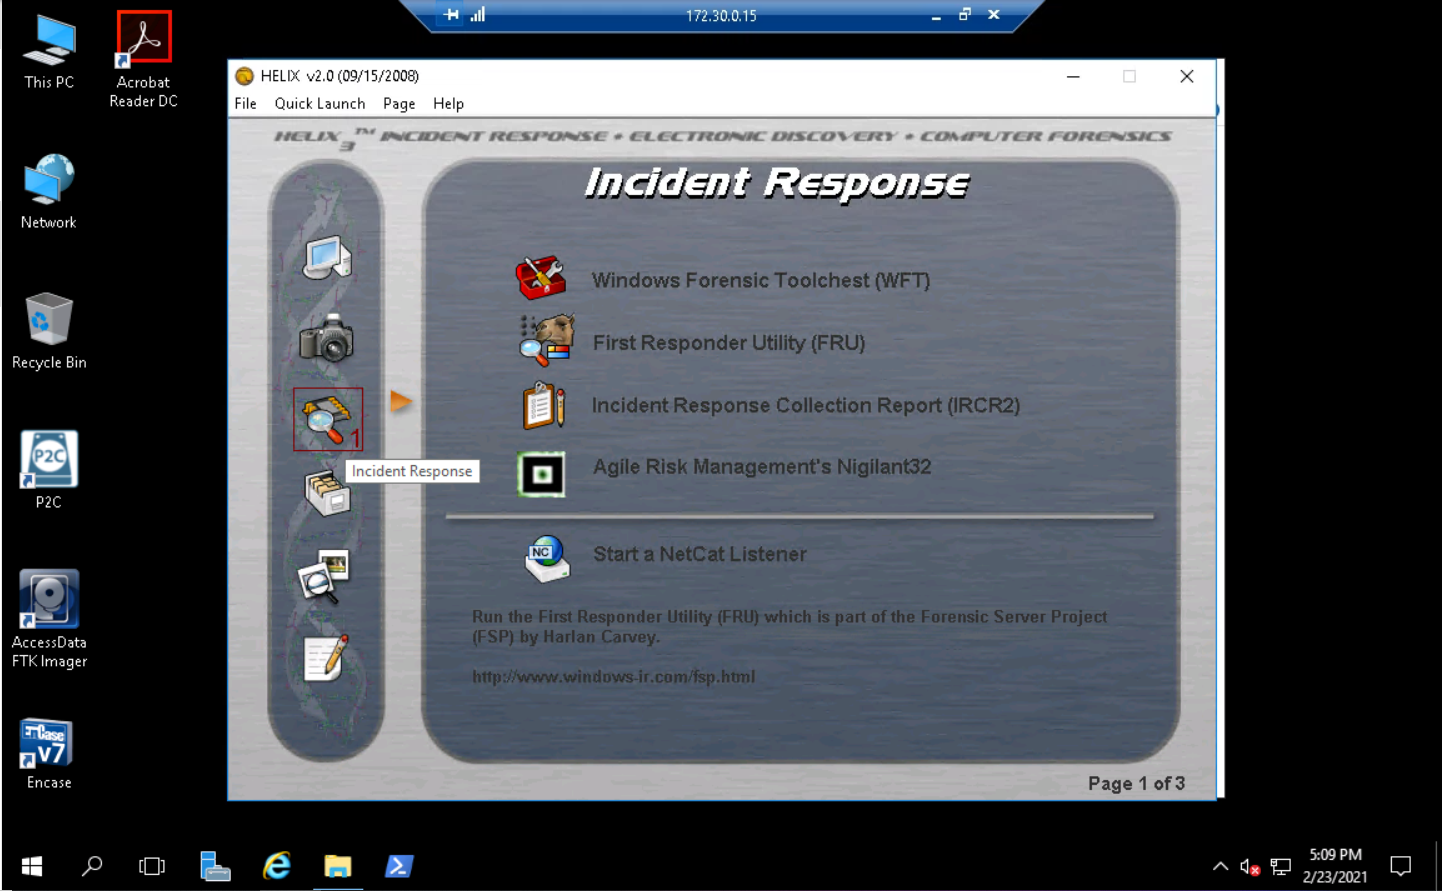 172.30.0.15
This PC
Acrobat
Reader DC
Network
Recycle Bin
P2C
P2C
AccessData
FTK Imager
EnCase
v7
Encase
HELIX v2.0 (09/15/2008)
File Quick Launch Page Help
HELIX3™ INCIDENT RESPONSE • ELECTRONIC DISCOVERY • COMPUTER FORENSICS
Incident Response
Windows Forensic Toolchest (WFT)
First Responder Utility (FRU)
Incident Response Collection Report (IRCR2)
1
Incident Response
Agile Risk Management's Nigilant32
NC
Start a NetCat Listener
Run the First Responder Utility (FRU) which is part of the Forensic Server Project
(FSP) by Harlan Carvey.
http://www.windows-ir.com/fsp.html
Page 1 of 3
5:09 PM
2/23/2021